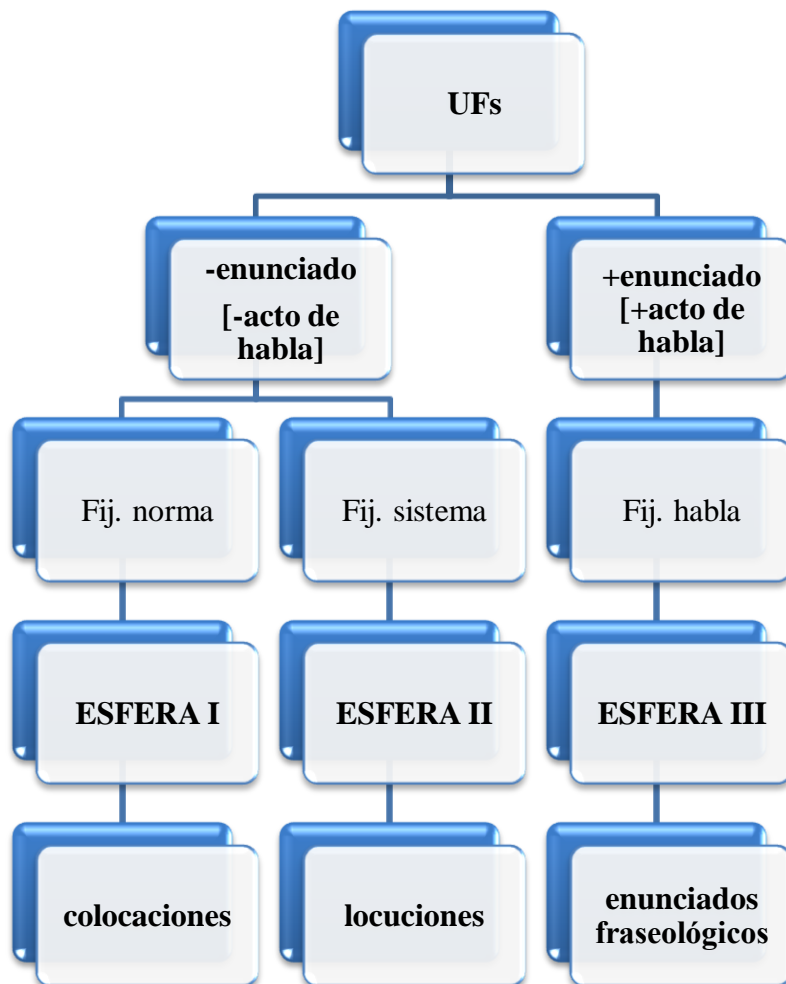 UFs
-enunciado
[-acto de
habla]
+enunciado
[+acto de
habla]
Fij. norma
Fij. sistema
Fij. habla
ESFERA I
ESFERA II
ESFERA III
colocaciones
locuciones
enunciados
fraseológicos